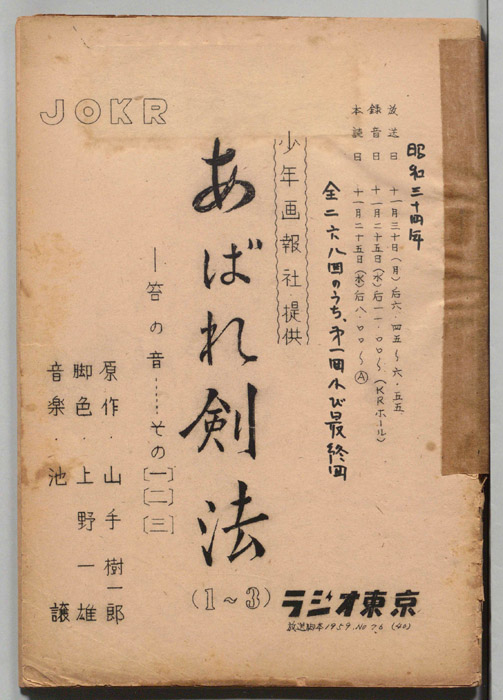 JOKR
昭和三十四年
放送日 十一月三十日(月)后六・四五〜六・五五
録音日 十一月二十五日(水)后一一・〇〇〜(KRホール)
本読日 十一月二十五日(水)后八・〇〇〜Ⓐ
全二六八回のうち、第一回及び最終回
少年画報社提供
あばれ剣法
(1~3)
―笞の音……その[一][二][三]
原作・山手樹一郎
脚色・上野一雄
音楽・池 譲
ラジオ東京
放送脚本1959.No76 (40)